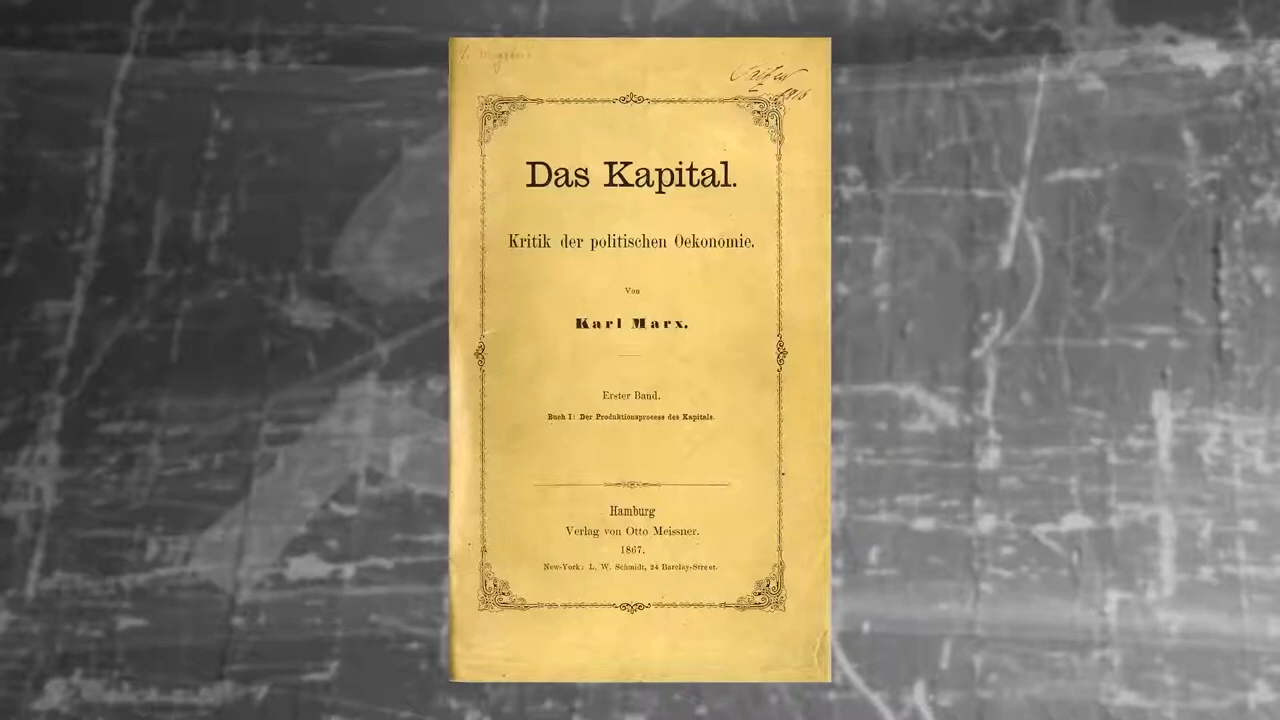 Das Kapital.
Kritik der politischen Oekonomie.
Von
Karl Marx.
Erster Band.
Buch I: Der Produktionsprocess des Kapitals.
Hamburg
Verlag von Otto Meissner.
1867.
New-York: L. W. Schmidt, 24 Barclay-Street.